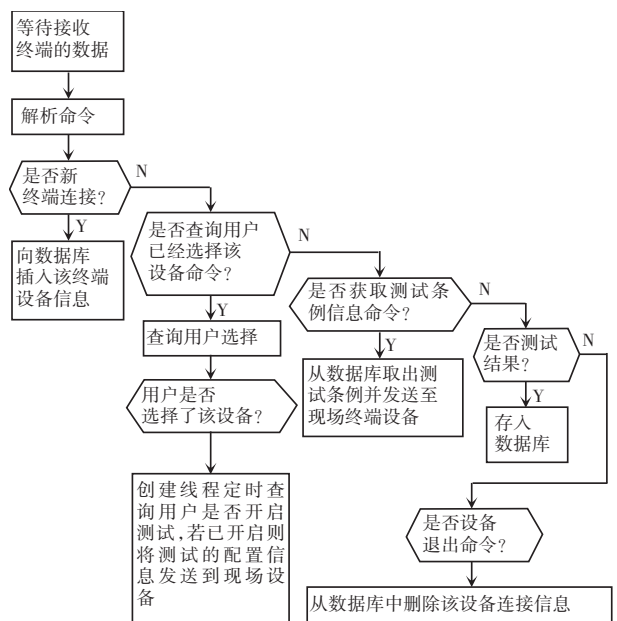 等待接收
终端的数据
解析命令
是否新
终端连接?
N
Y
向数据库
插入该终端
设备信息
是否查询用户
已经选择该
设备命令?
N
Y
查询用户选择
用户是否
选择了该设备?
创建线程定时查
询用户是否开启
测试,若已开启则
将测试的配置信
息发送到现场设
备
是否获取测试条
例信息命令?
N
Y
从数据库取出测
试条例并发送至
现场终端设备
是否测试
结果?
N
Y
存入
数据库
是否设备
退出命令?
从数据库中删除该设备连接信息